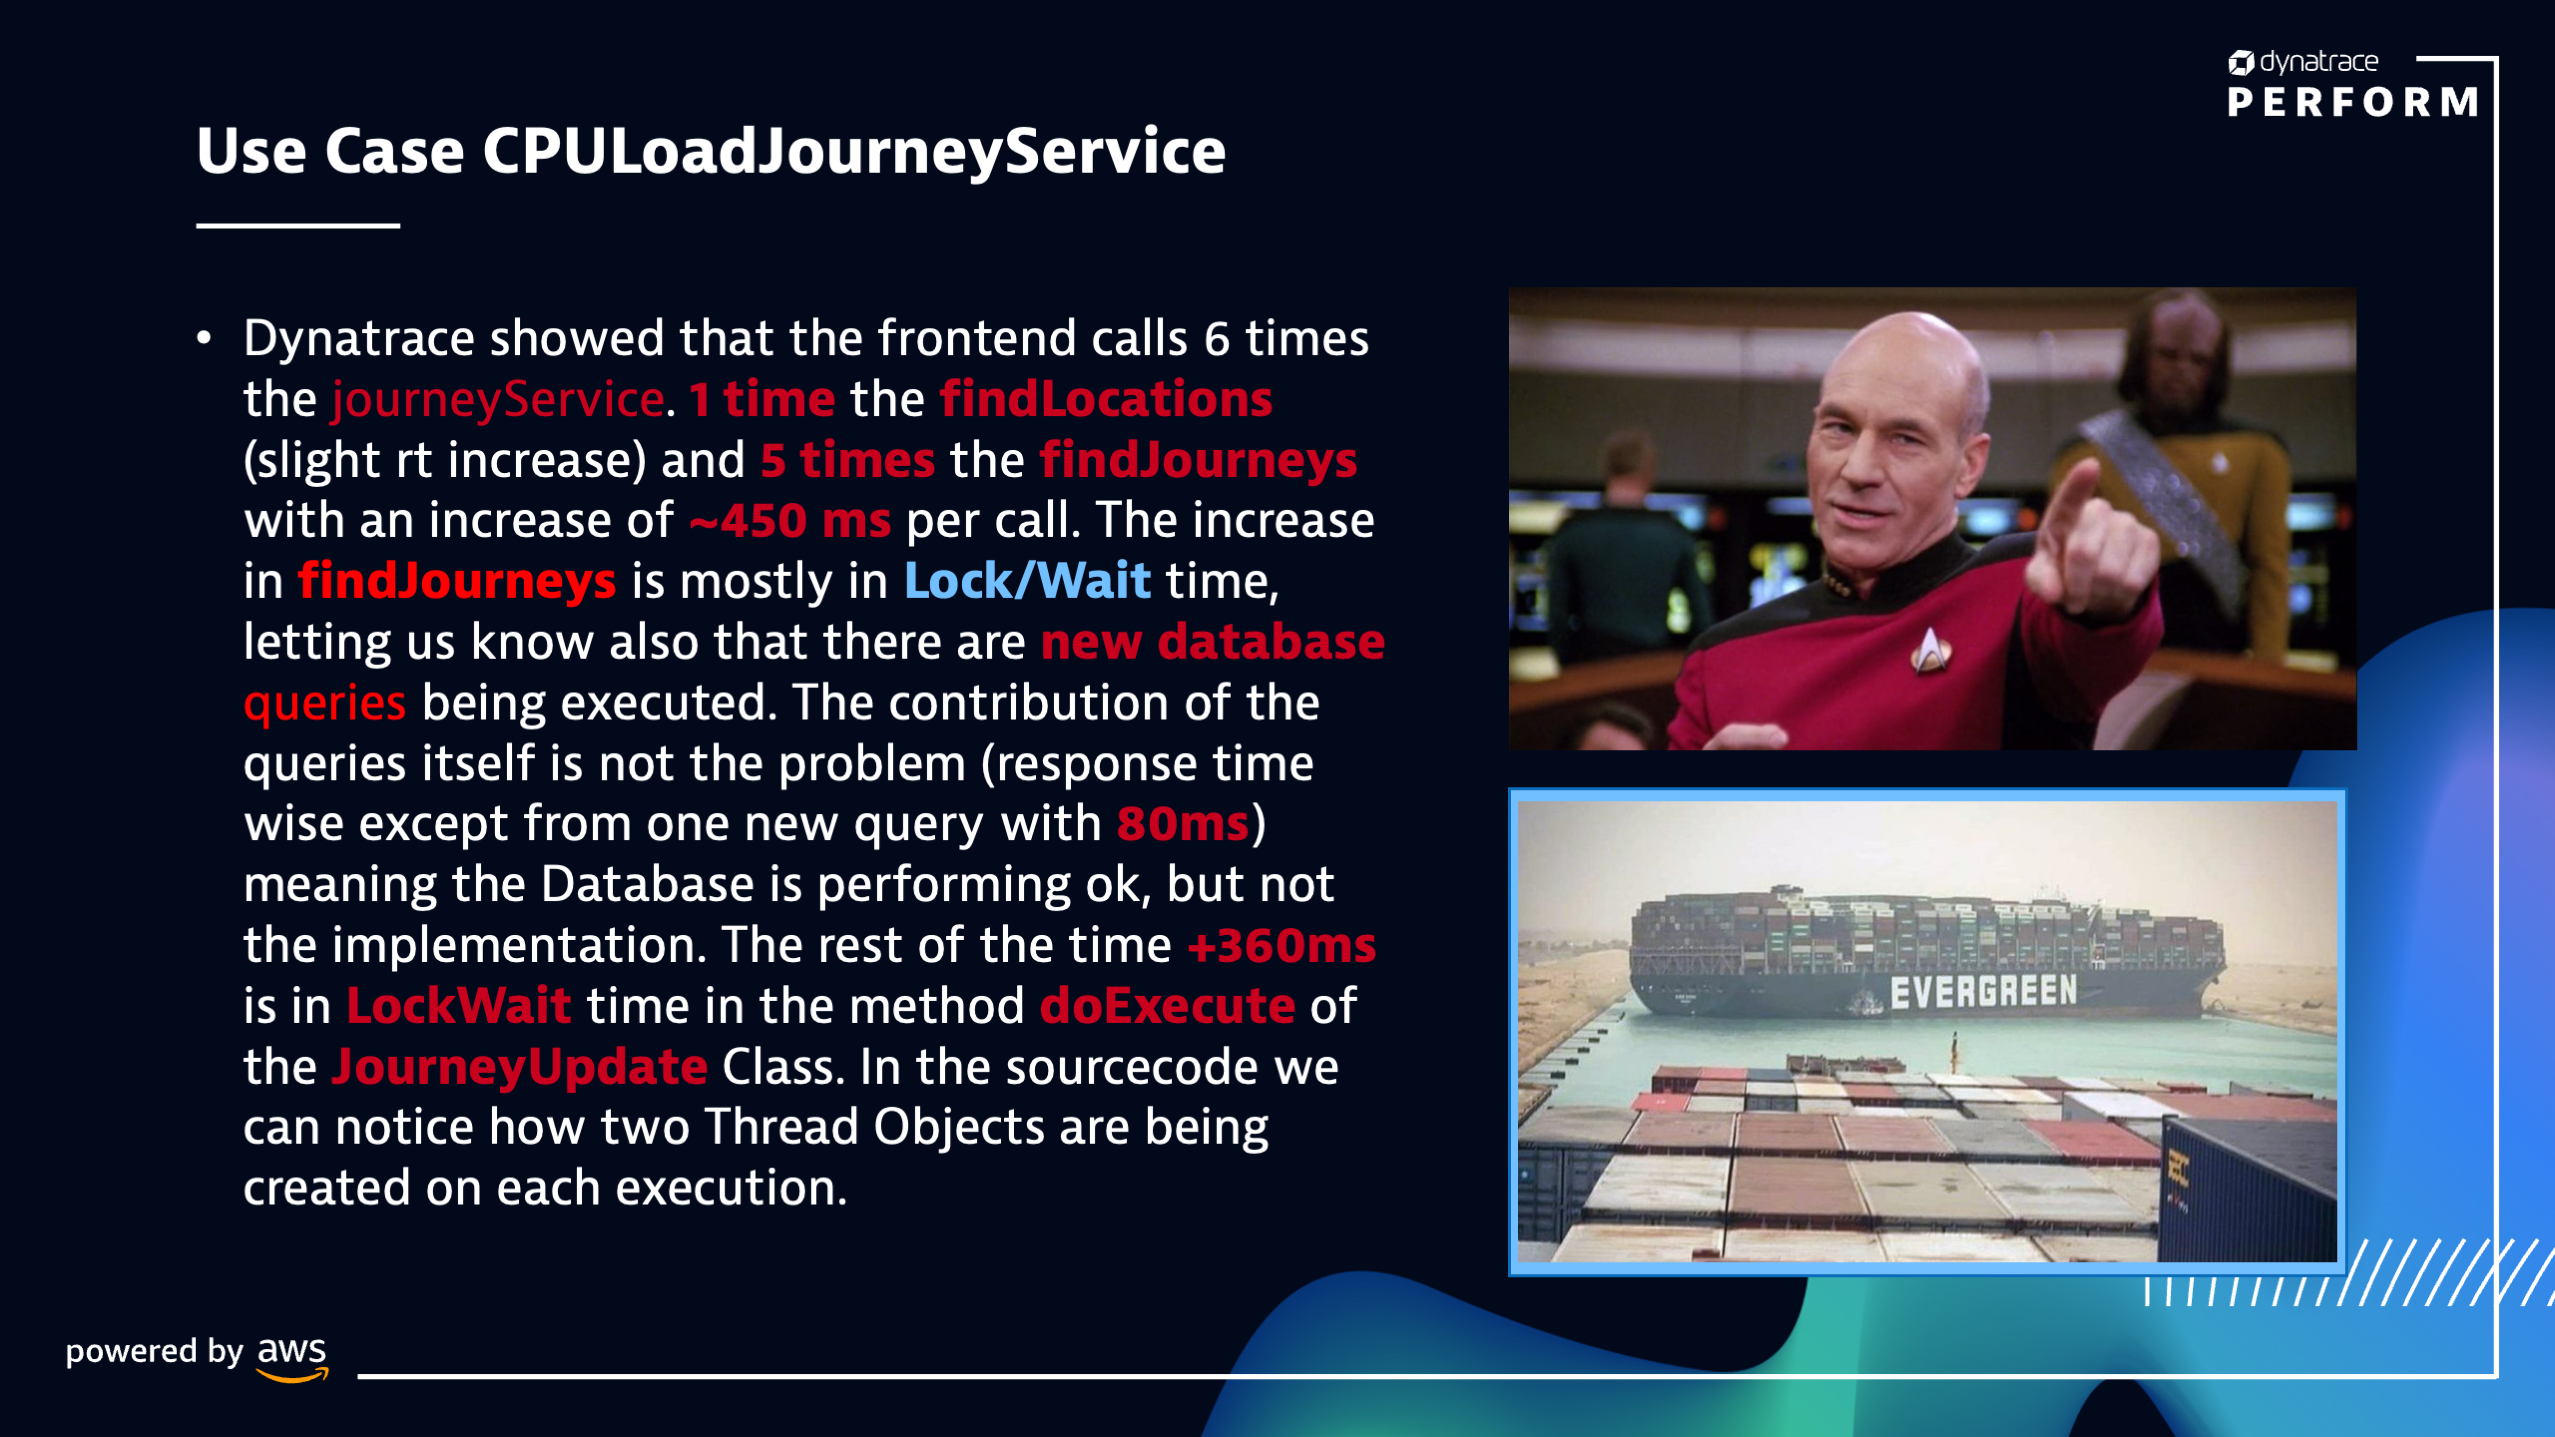 dynatrace
PERFORM
Use Case CPULoadJourneyService
• Dynatrace showed that the frontend calls 6 times
the journeyService. 1 time the findLocations
(slight rt increase) and 5 times the findJourneys
with an increase of ~450 ms per call. The increase
in findJourneys is mostly in Lock/Wait time,
letting us know also that there are new database
queries being executed. The contribution of the
queries itself is not the problem (response time
wise except from one new query with 80ms)
meaning the Database is performing ok, but not
the implementation. The rest of the time +360ms
is in LockWait time in the method doExecute of
the JourneyUpdate Class. In the sourcecode we
can notice how two Thread Objects are being
created on each execution.
EVERGREEN
powered by aws